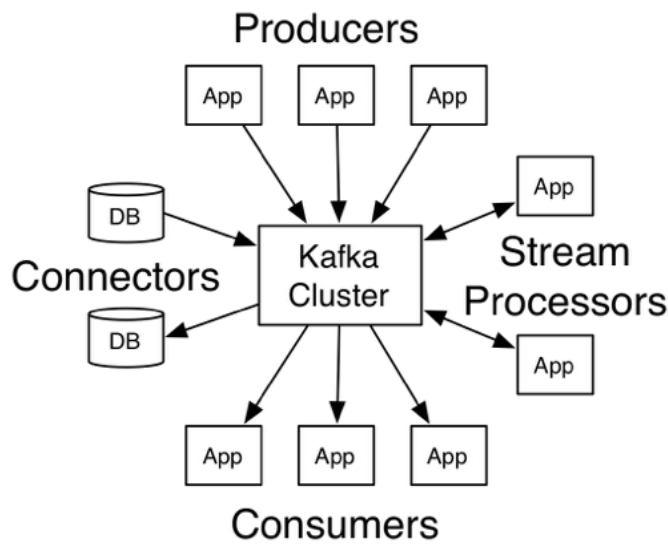 Producers
App
App
App
DB
App
Kafka
Cluster
Connectors
Stream
Processors
DB
App
App
App
App
Consumers